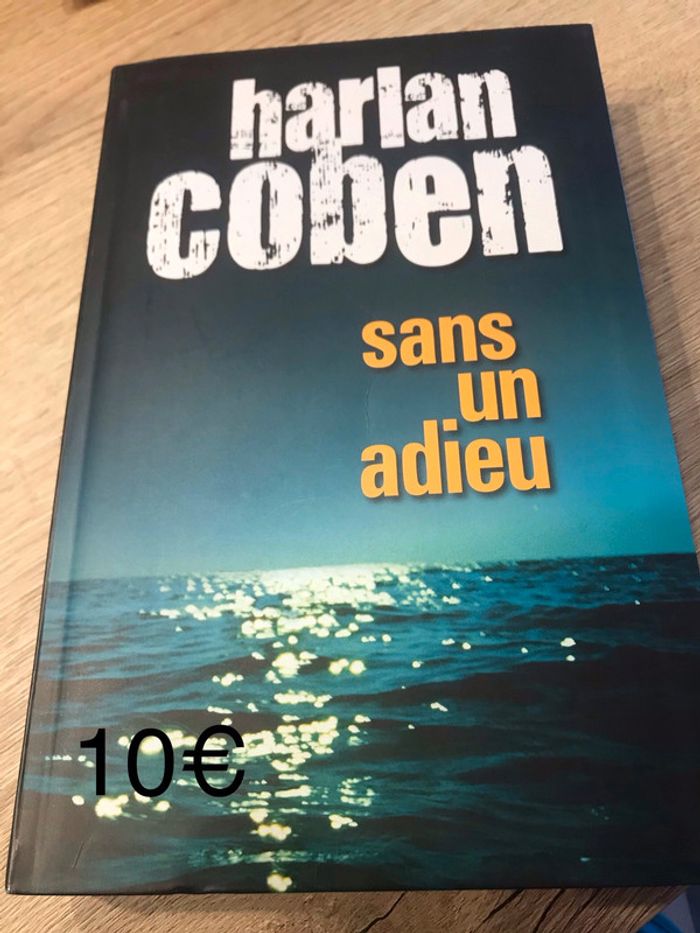 harlan
coben
sans
un
adieu
10€